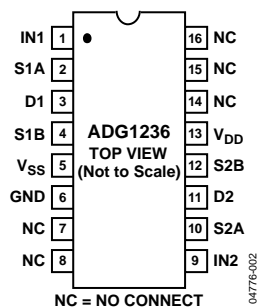 IN1 1 16 NC
S1A 2 15 NC
D1 3 14 NC
S1B 4 ADG1236 13 VDD
VSS 5 TOP VIEW 12 S2B
GND 6 (Not to Scale) 11 D2
NC 7 10 S2A
NC 8 9 IN2
NC = NO CONNECT
04776-002